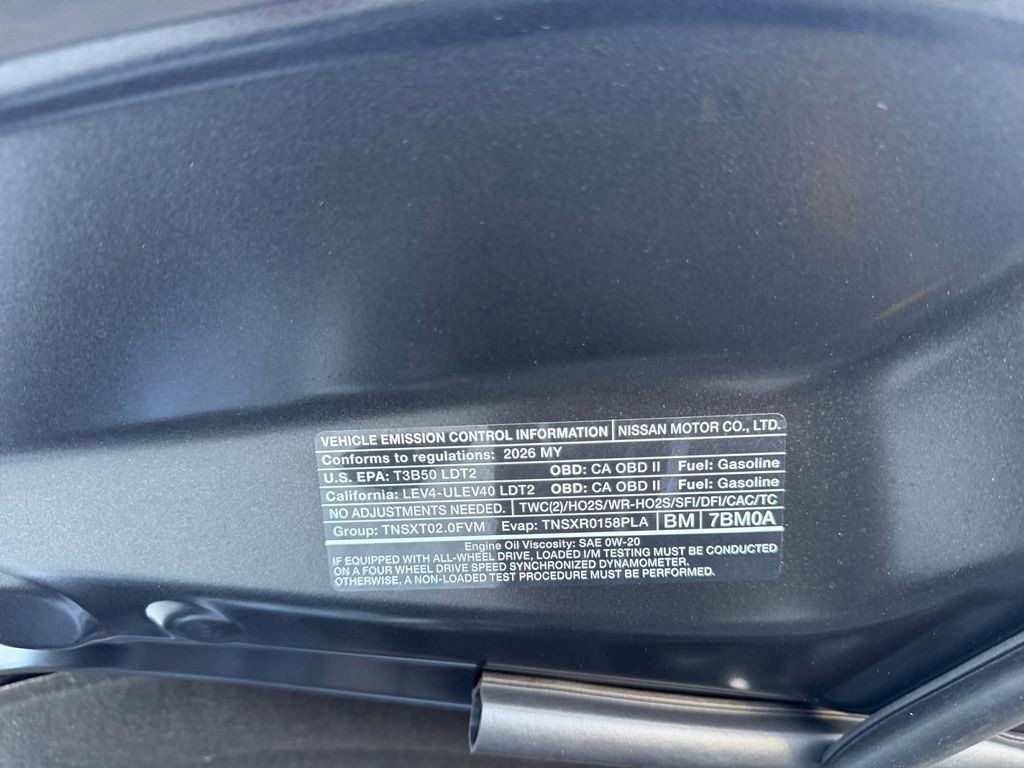 VEHICLE EMISSION CONTROL INFORMATION NISSAN MOTOR CO., LTD.
Conforms to regulations: 2026 MY
U.S. EPA: T3B50 LDT2 OBD: CA OBD II Fuel: Gasoline
California: LEV4-ULEV40 LDT2 OBD: CA OBD II Fuel: Gasoline
NO ADJUSTMENTS NEEDED. TWC(2)/HO2S/WR-HO2S/SFI/DFI/CAC/TC
Group: TNSXT02.0FVM Evap: TNSXR0158PLA BM 7BM0A
Engine Oil Viscosity: SAE 0W-20
IF EQUIPPED WITH ALL-WHEEL DRIVE, LOADED I/M TESTING MUST BE CONDUCTED
ON A FOUR WHEEL DRIVE SPEED SYNCHRONIZED DYNAMOMETER.
OTHERWISE, A NON-LOADED TEST PROCEDURE MUST BE PERFORMED.